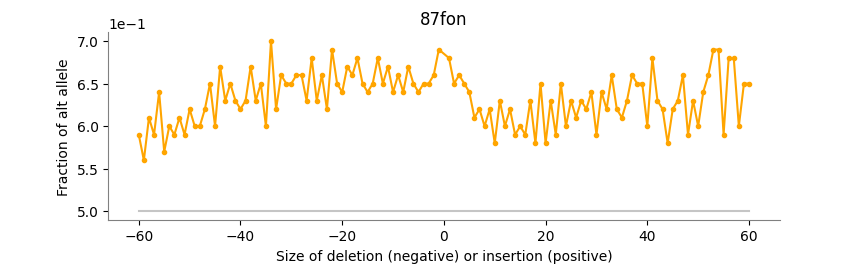 87fon
1e−1
7.0
6.5
6.0
5.5
5.0
Fraction of alt allele
−60 −40 −20 0 20 40 60
Size of deletion (negative) or insertion (positive)